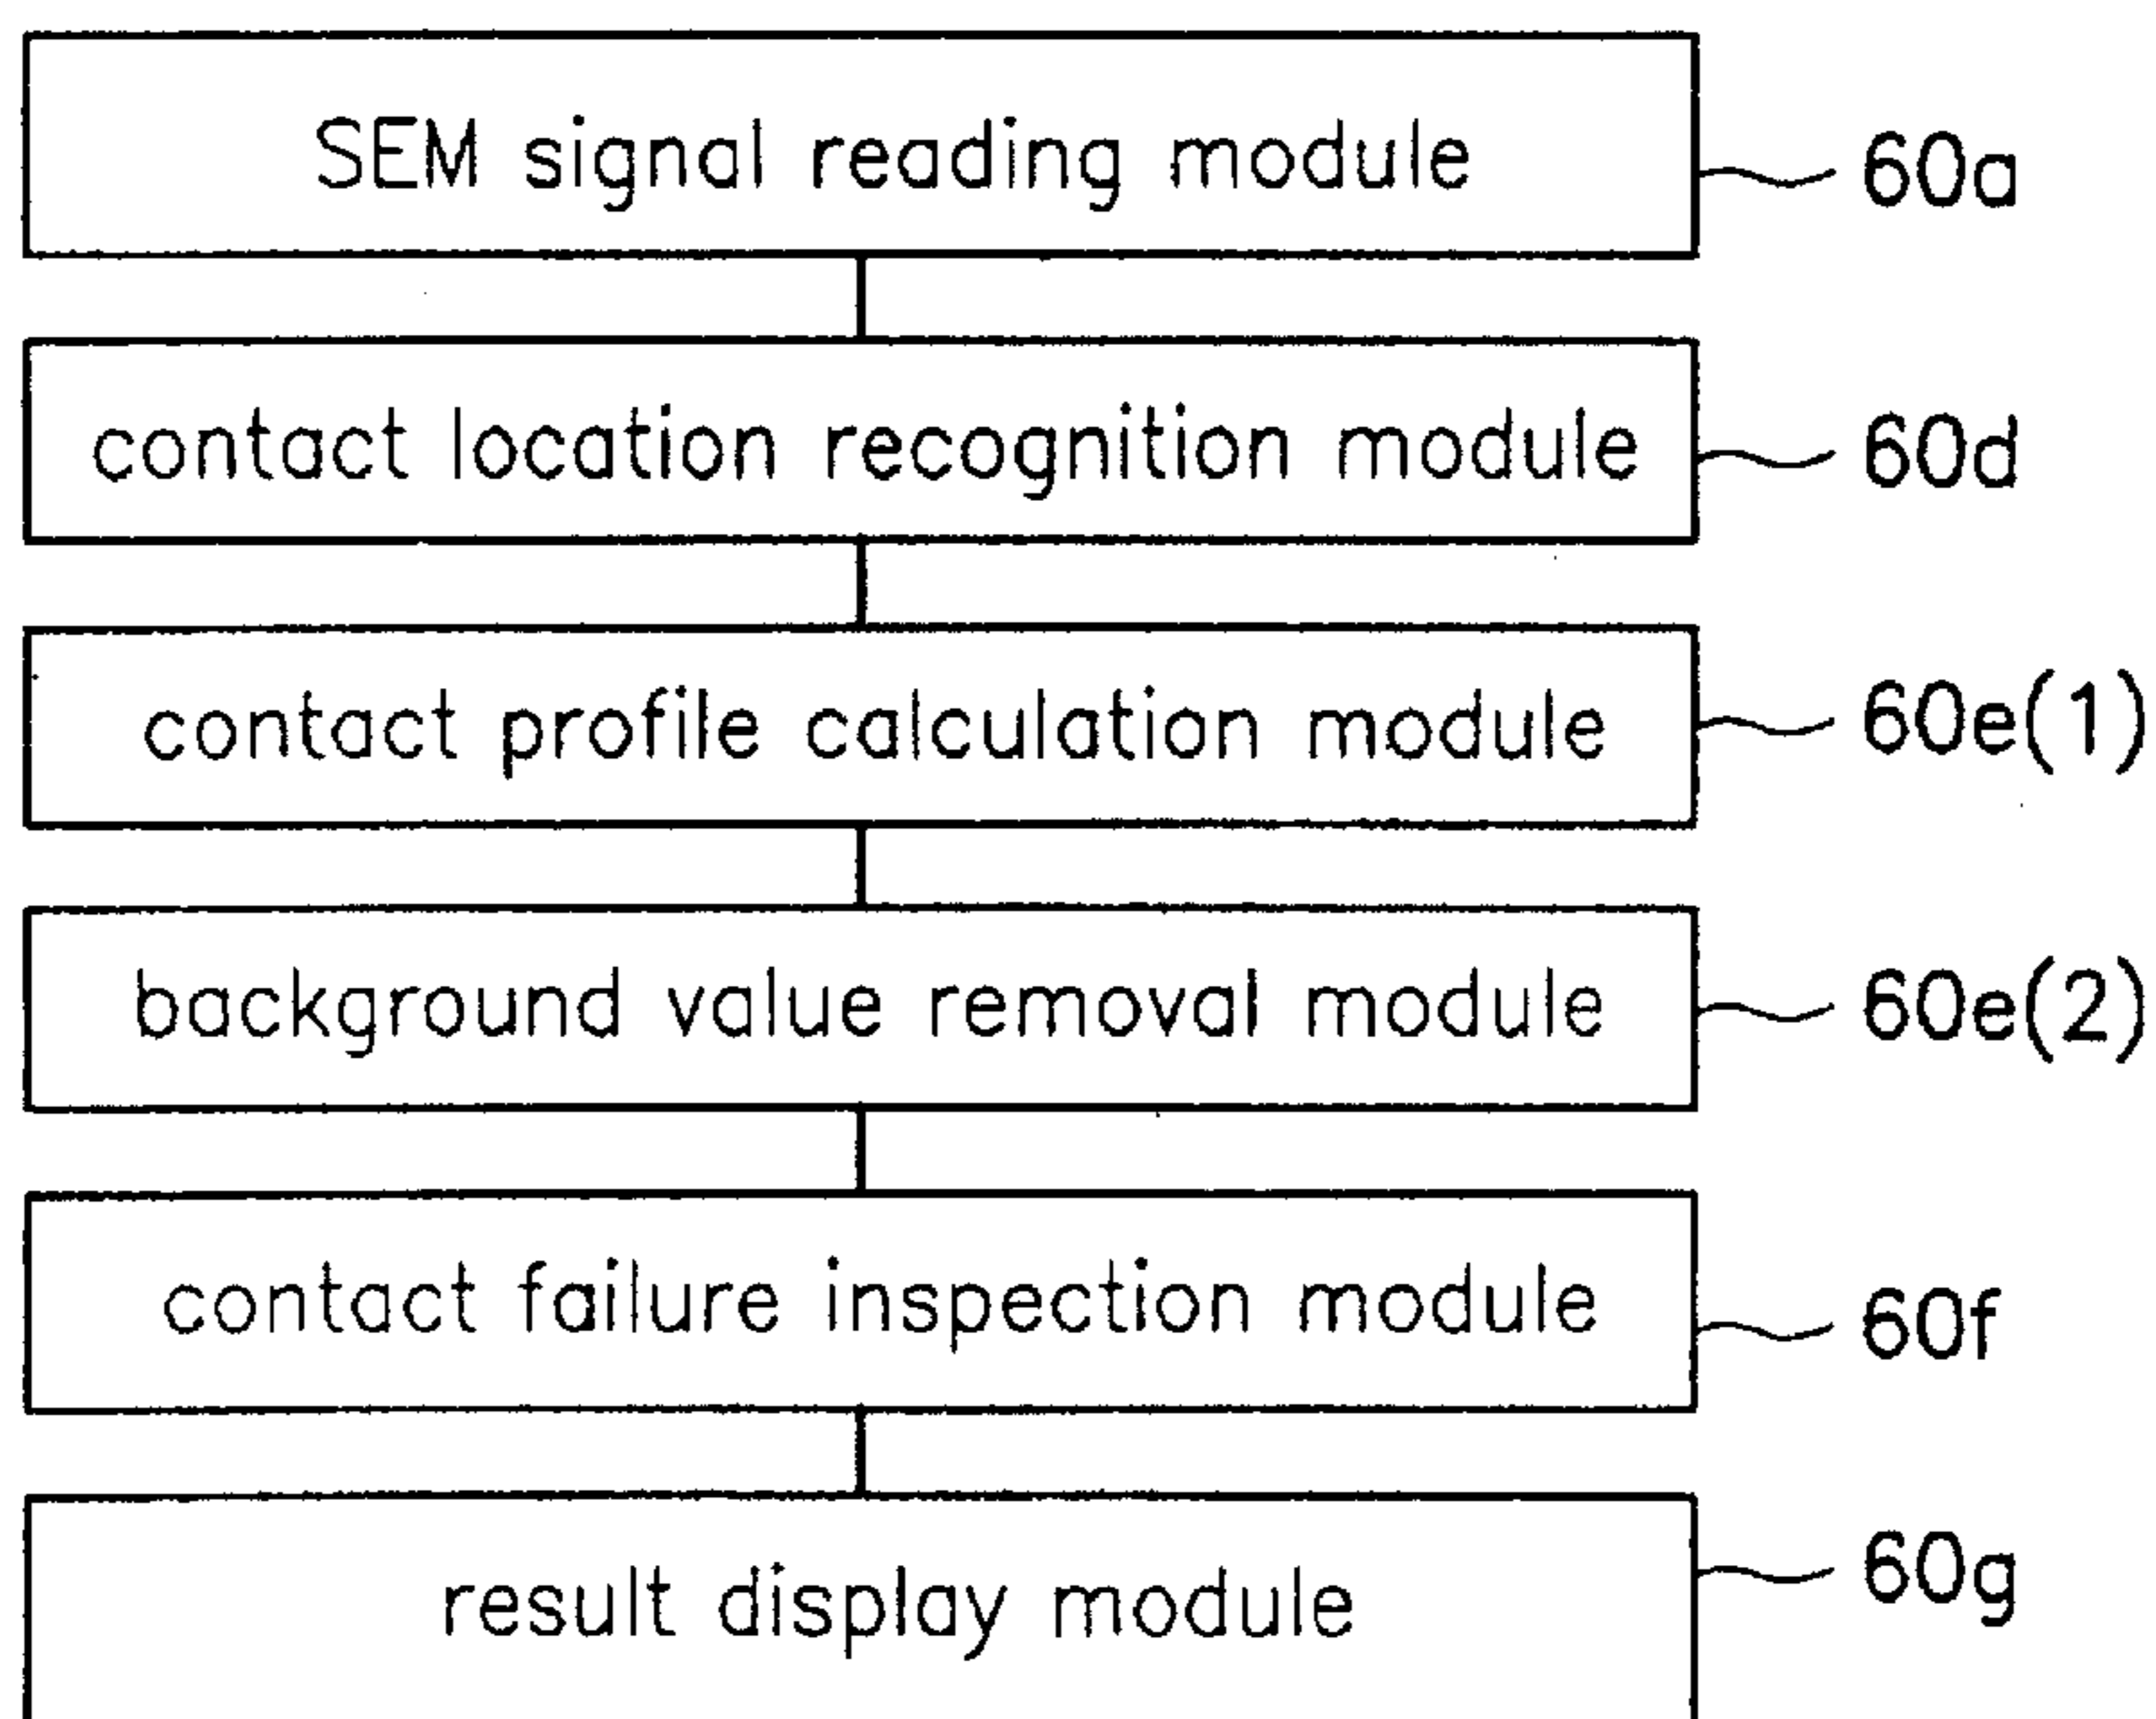 SEM signal reading module 60a
contact location recognition module 60d
contact profile calculation module 60e(1)
background value removal module 60e(2)
contact failure inspection module 60f
result display module 60g